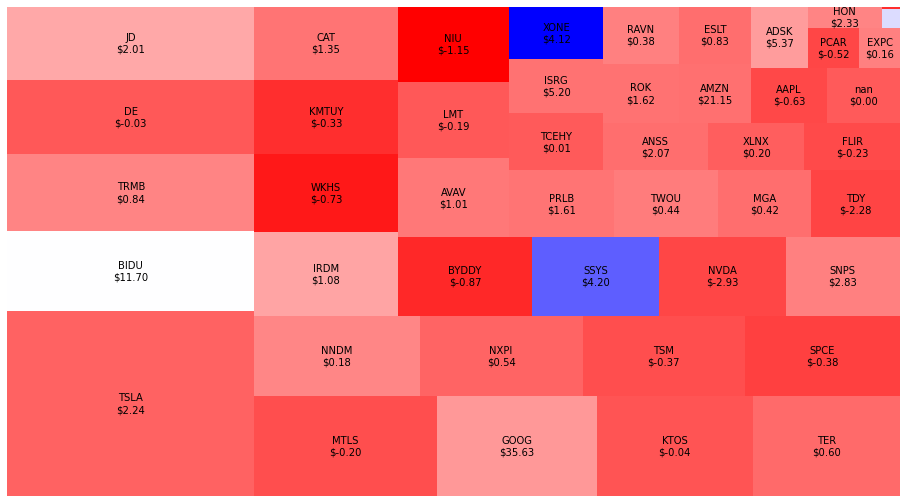 JD
$2.01
CAT
$1.35
NIU
$-1.15
XONE
$4.12
RAVN
$0.38
ESLT
$0.83
ADSK
$5.37
HON
$2.33
PCAR
$-0.52
EXPC
$0.16
DE
$-0.03
KMTUY
$-0.33
LMT
$-0.19
ISRG
$5.20
ROK
$1.62
AMZN
$21.15
AAPL
$-0.63
nan
$0.00
TCEHY
$0.01
ANSS
$2.07
XLNX
$0.20
FLIR
$-0.23
TRMB
$0.84
WKHS
$-0.73
AVAV
$1.01
PRLB
$1.61
TWOU
$0.44
MGA
$0.42
TDY
$-2.28
BIDU
$11.70
IRDM
$1.08
BYDDY
$-0.87
SSYS
$4.20
NVDA
$-2.93
SNPS
$2.83
TSLA
$2.24
NNDM
$0.18
NXPI
$0.54
TSM
$-0.37
SPCE
$-0.38
MTLS
$-0.20
GOOG
$35.63
KTOS
$-0.04
TER
$0.60